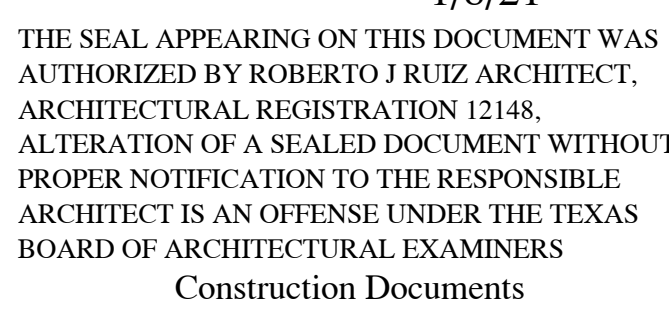 THE SEAL APPEARING ON THIS DOCUMENT WAS
AUTHORIZED BY ROBERTO J RUIZ ARCHITECT,
ARCHITECTURAL REGISTRATION 12148,
ALTERATION OF A SEALED DOCUMENT WITHOUT
PROPER NOTIFICATION TO THE RESPONSIBLE
ARCHITECT IS AN OFFENSE UNDER THE TEXAS
BOARD OF ARCHITECTURAL EXAMINERS
Construction Documents